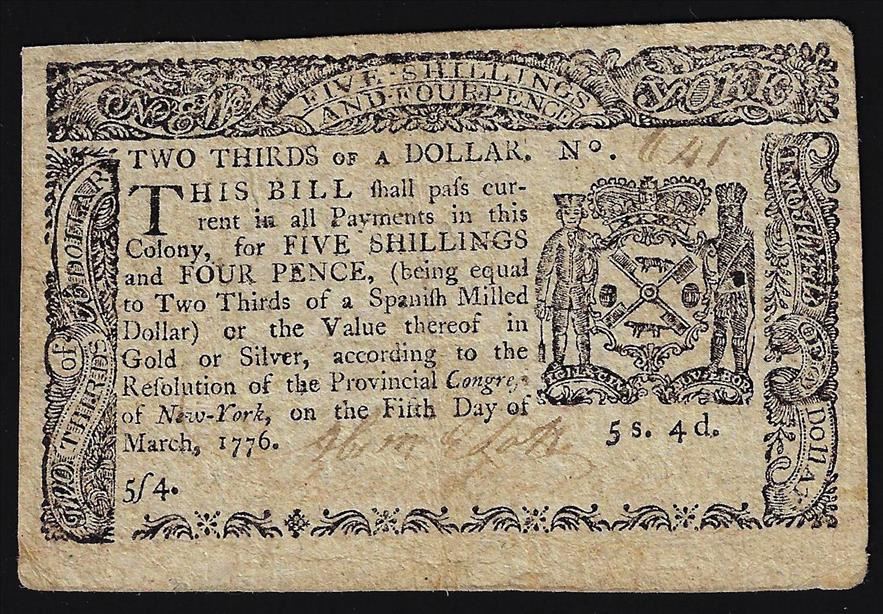 NEW FIVE SHILLINGS YORK
AND FOUR PENCE
TWO THIRDS OF A DOLLAR. No. 641
THIS BILL ſhall paſs cur-
rent in all Payments in this
Colony, for FIVE SHILLINGS
and FOUR PENCE, (being equal
to Two Thirds of a Spaniſh Milled
Dollar) or the Value thereof in
Gold or Silver, according to the
Reſolution of the Provincial Congreſs
of New-York, on the Fifth Day of
March, 1776.
5 s. 4 d.
5ſ4.
TWO THIRDS of A DOLLAR
TWO THIRDS OF A DOLLAR